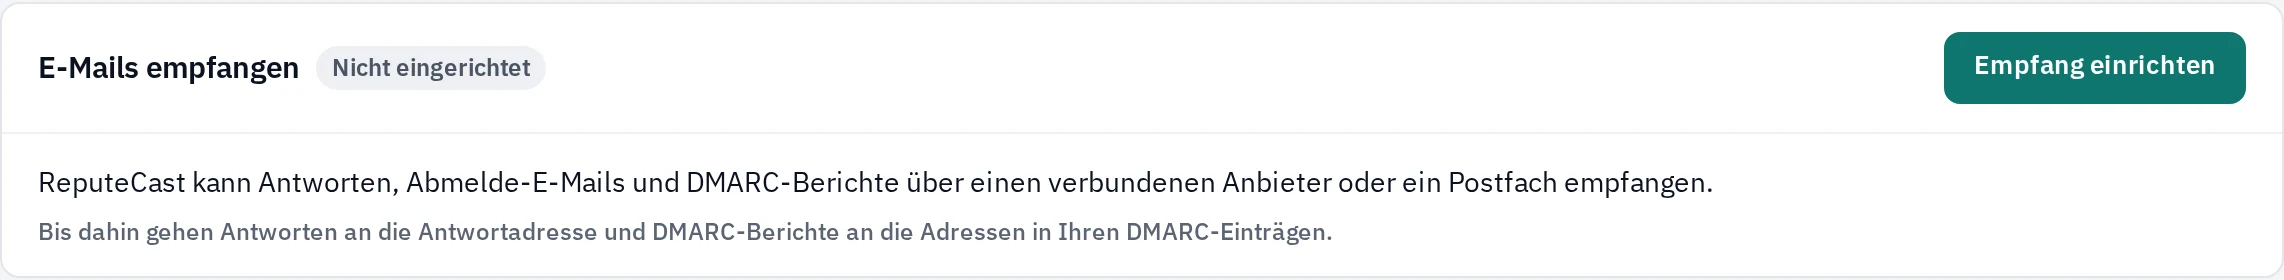 E-Mails empfangen Nicht eingerichtet Empfang einrichten
ReputeCast kann Antworten, Abmelde-E-Mails und DMARC-Berichte über einen verbundenen Anbieter oder ein Postfach empfangen.
Bis dahin gehen Antworten an die Antwortadresse und DMARC-Berichte an die Adressen in Ihren DMARC-Einträgen.